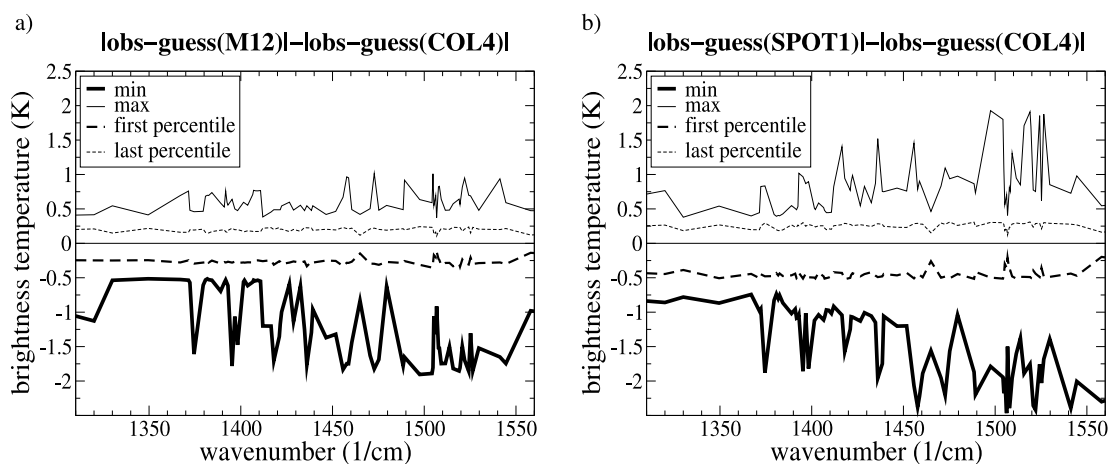 a)
|obs−guess(M12)|−|obs−guess(COL4)|
brightness temperature (K)
2.5
2
1.5
1
0.5
0
-0.5
-1
-1.5
-2
min
max
first percentile
last percentile
1350
1400
1450
1500
1550
wavenumber (1/cm)
b)
|obs−guess(SPOT1)|−|obs−guess(COL4)|
brightness temperature (K)
2.5
2
1.5
1
0.5
0
-0.5
-1
-1.5
-2
min
max
first percentile
last percentile
1350
1400
1450
1500
1550
wavenumber (1/cm)